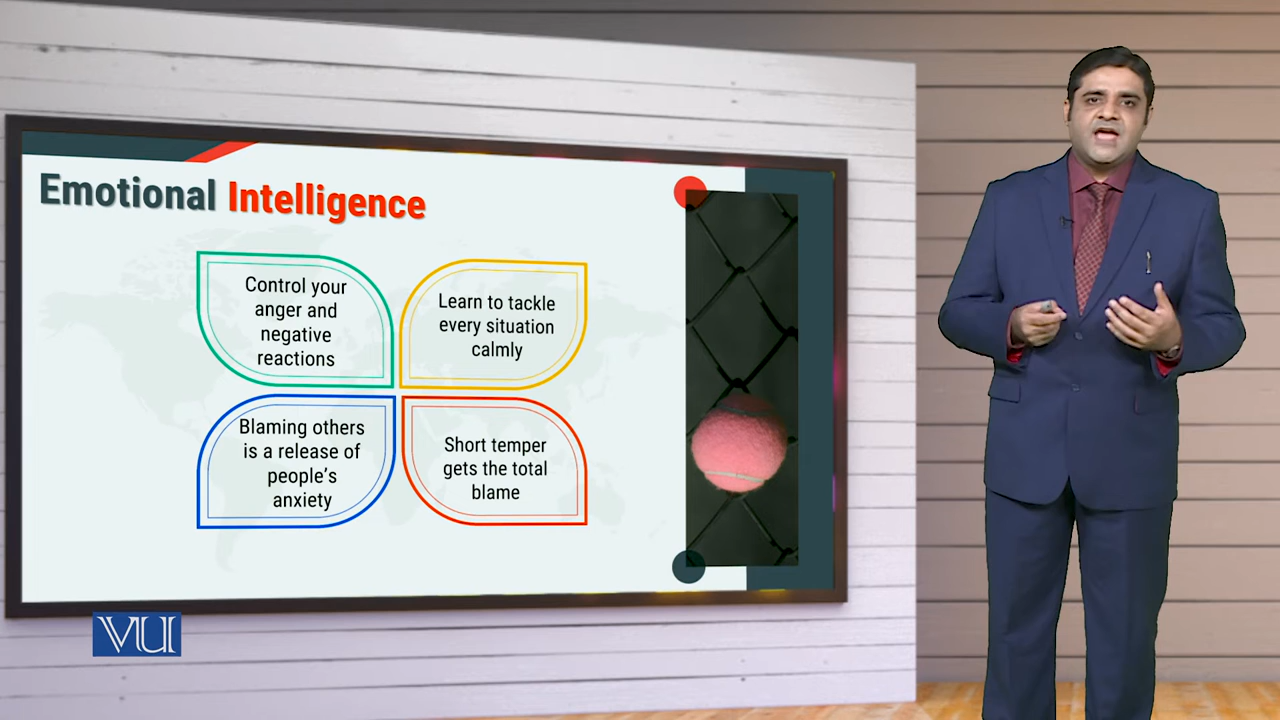 Emotional Intelligence
Control your
anger and
negative
reactions
Learn to tackle
every situation
calmly
Blaming others
is a release of
people's
anxiety
Short temper
gets the total
blame
VU